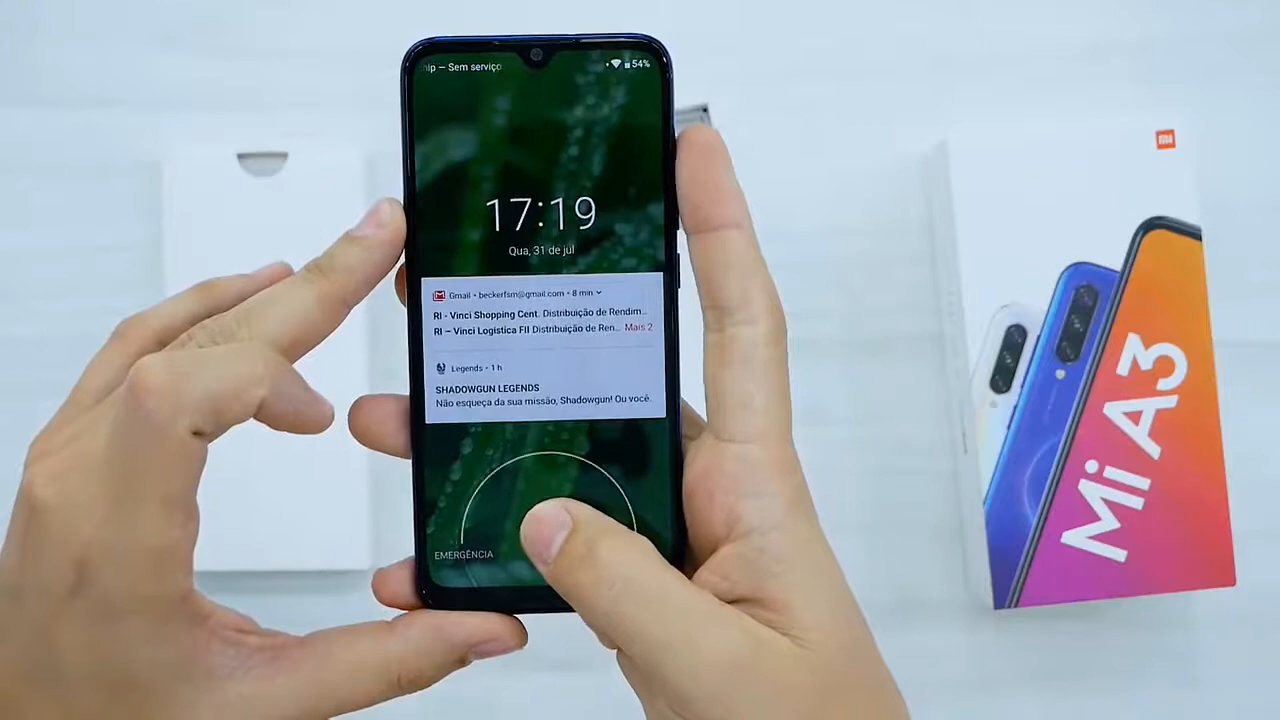 hip — Sem serviço
54%
17:19
Qua, 31 de jul
Gmail • beckerfsm@gmail.com • 8 min
RI - Vinci Shopping Cent. Distribuição de Rendim...
RI – Vinci Logistica FII Distribuição de Ren... Mais 2
Legends • 1 h
SHADOWGUN LEGENDS
Não esqueça da sua missão, Shadowgun! Ou você.
EMERGÊNCIA
MI
Mi A3